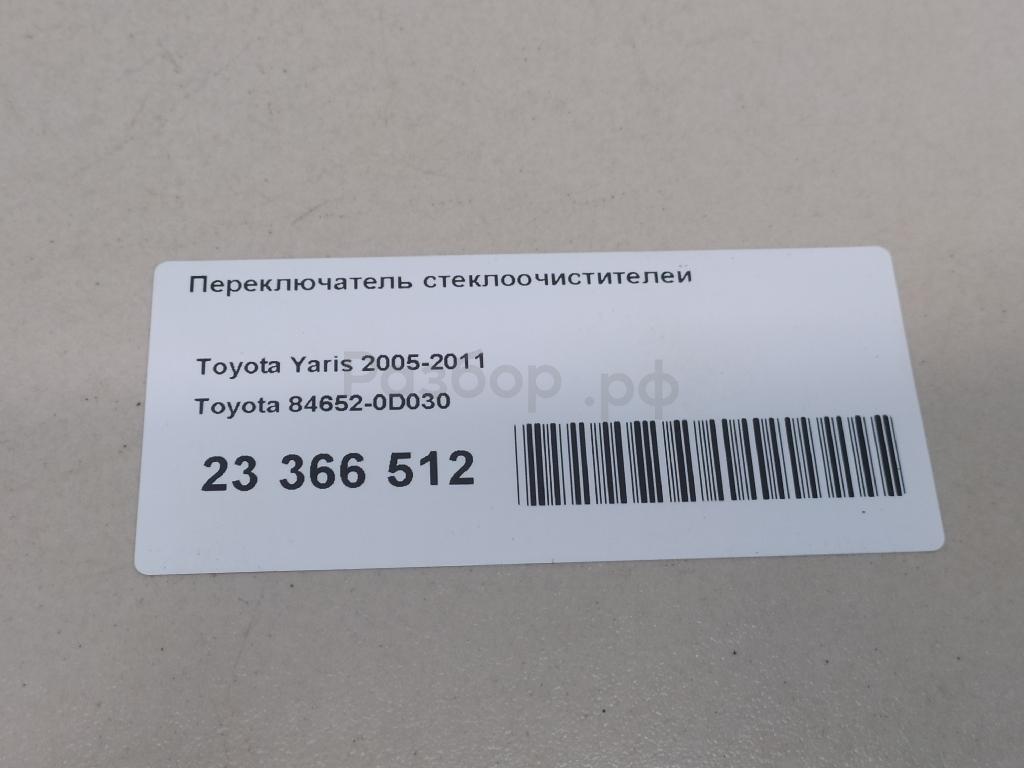 Переключатель стеклоочистителей
Toyota Yaris 2005-2011
Разбор.рф
Toyota 84652-0D030
23 366 512